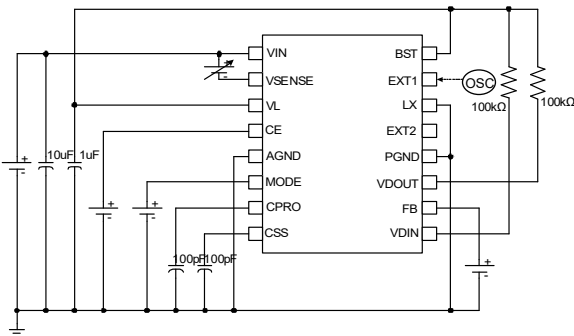 VIN BST
VSENSE EXT1 OSC
VL LX 100kΩ 100kΩ
CE EXT2
10uF 1uF AGND PGND
MODE VDOUT
CPRO FB
CSS VDIN
100pF 100pF
+ -
+ -
+ -
+ -